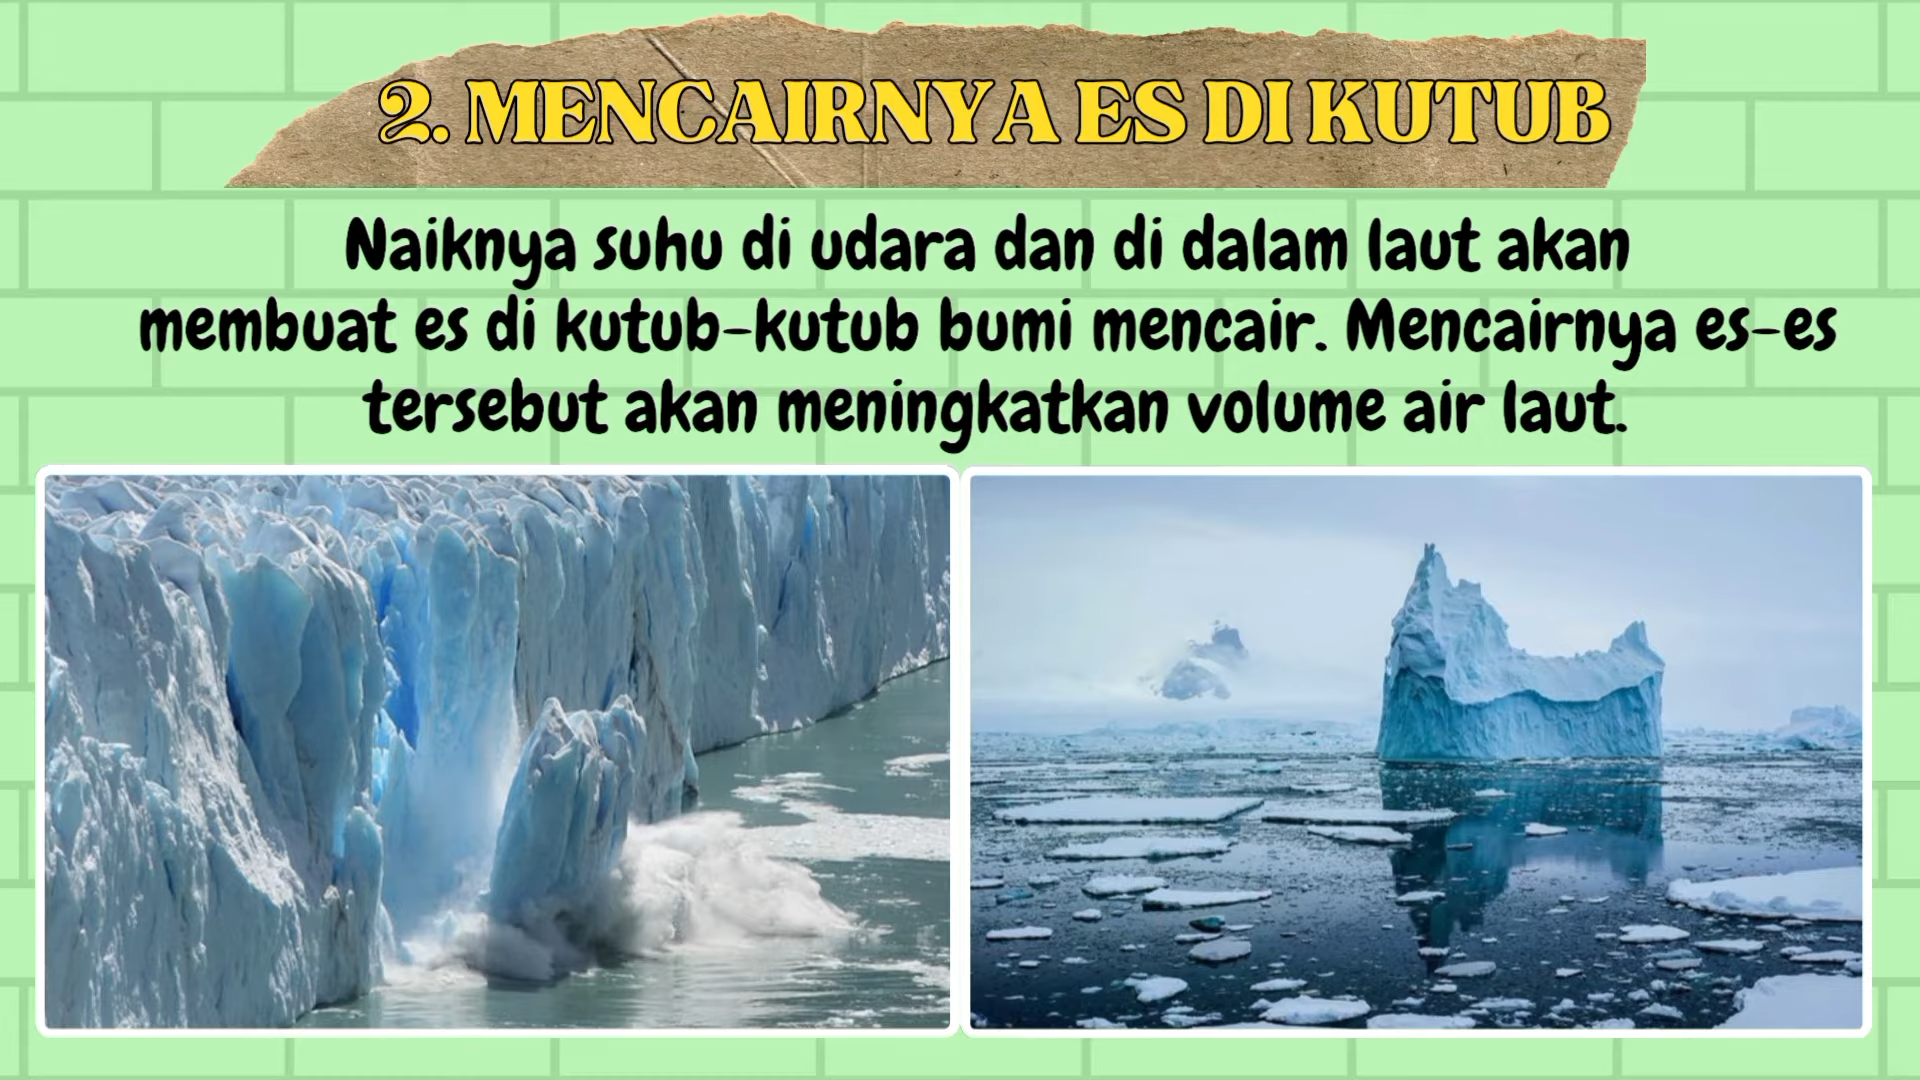 2. MENCAIRNYA ES DI KUTUB
Naiknya suhu di udara dan di dalam laut akan
membuat es di kutub-kutub bumi mencair. Mencairnya es-es
tersebut akan meningkatkan volume air laut.